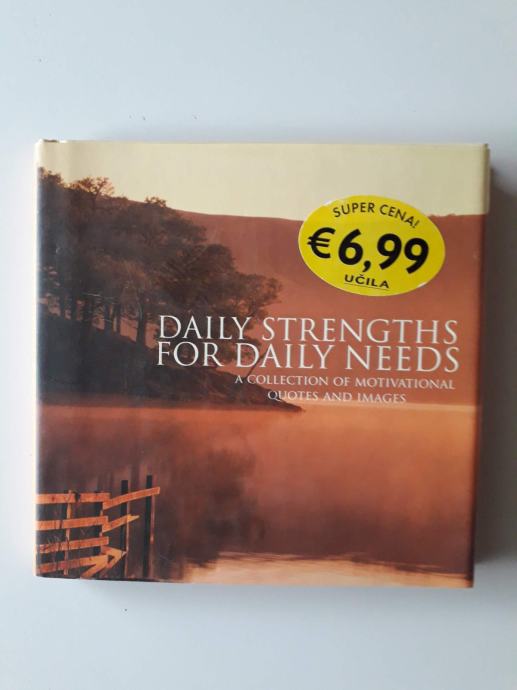 SUPER CENA!
€6,99
UČILA
DAILY STRENGTHS
FOR DAILY NEEDS
A COLLECTION OF MOTIVATIONAL
QUOTES AND IMAGES